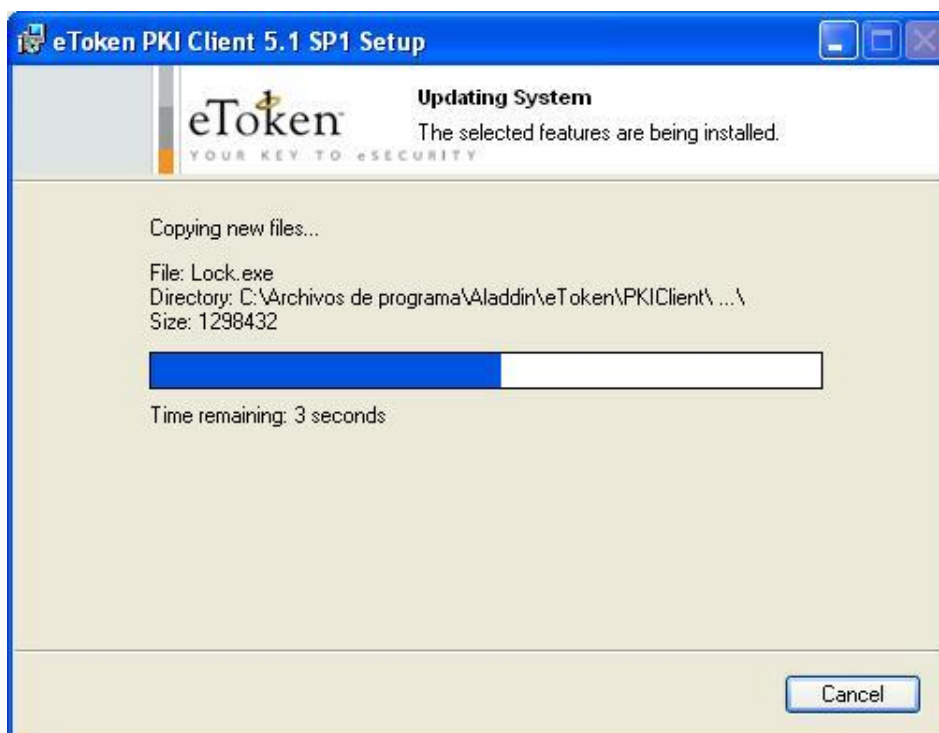 eToken PKI Client 5.1 SP1 Setup
eToken
YOUR KEY TO eSECURITY
Updating System
The selected features are being installed.
Copying new files...
File: Lock.exe
Directory: C:\Archivos de programa\Aladdin\eToken\PKIClient\ ...\
Size: 1298432
Time remaining: 3 seconds
Cancel